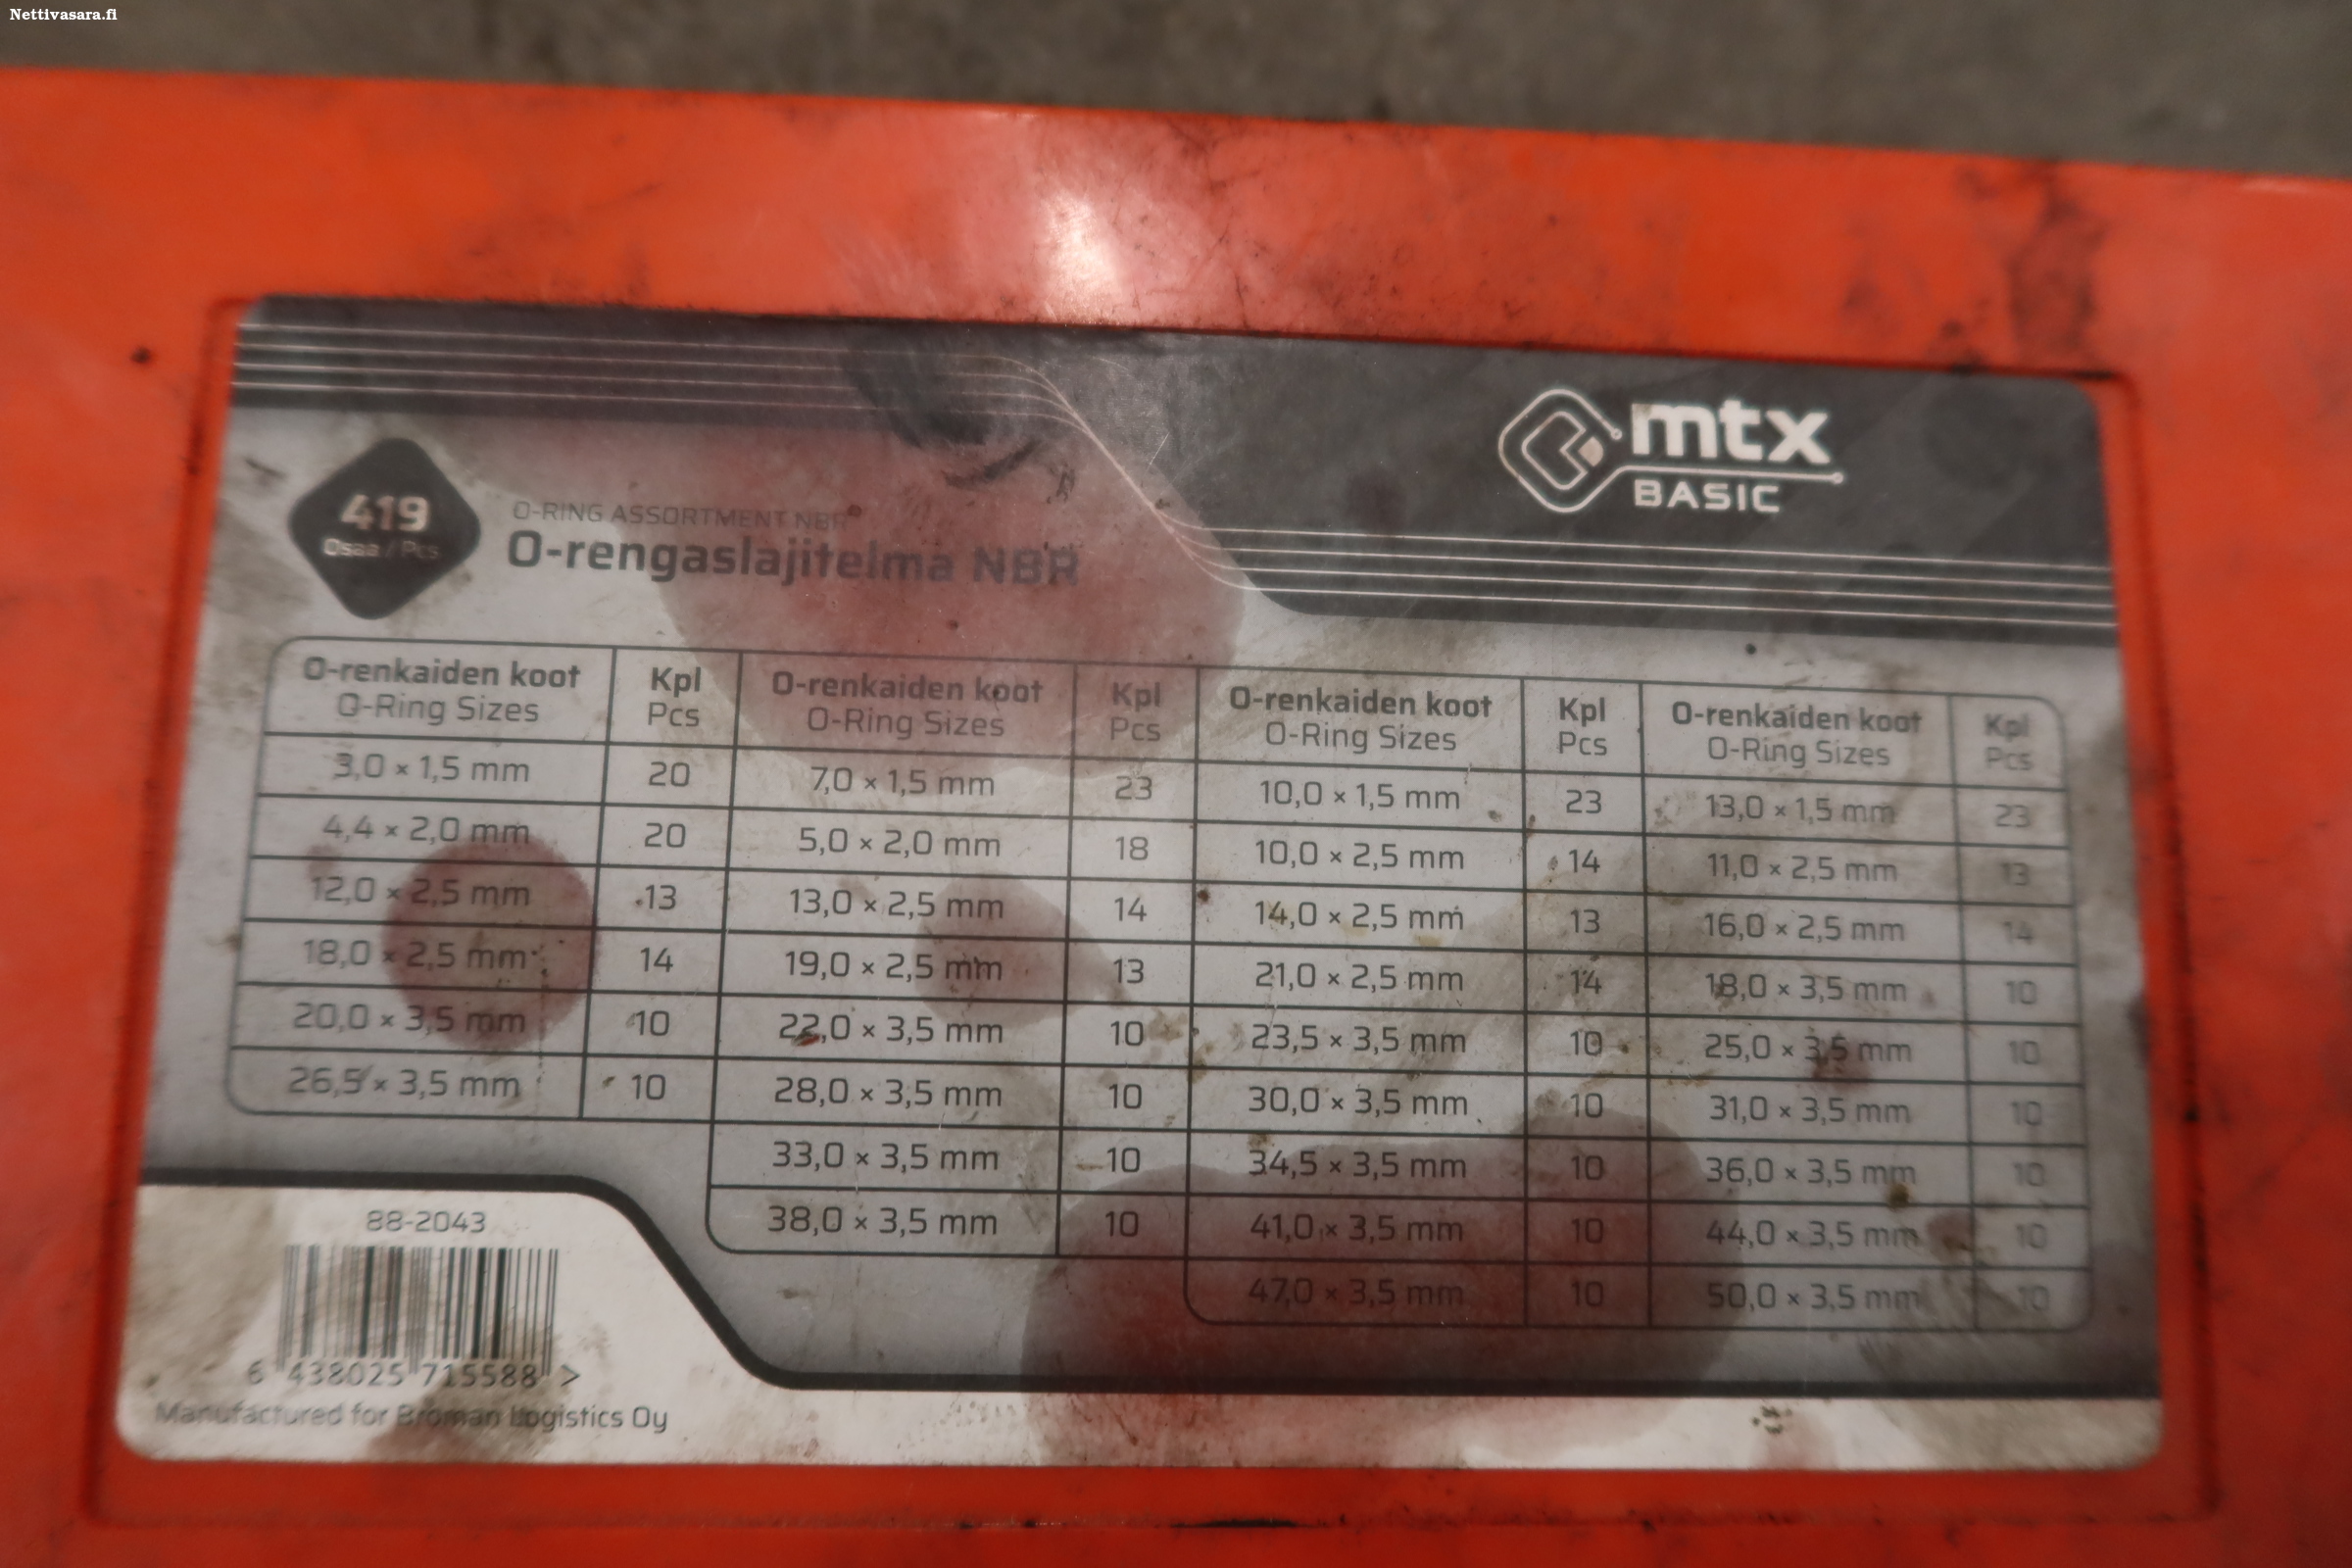 Nettivasara.fi
mtx
BASIC
419
Osaa / Pcs
O-RING ASSORTMENT NBR
O-rengaslajitelma NBR
O-renkaiden koot Kpl O-renkaiden koot Kpl O-renkaiden koot Kpl O-renkaiden koot Kpl
O-Ring Sizes Pcs O-Ring Sizes Pcs O-Ring Sizes Pcs O-Ring Sizes Pcs
3,0 × 1,5 mm 20 7,0 × 1,5 mm 23 10,0 × 1,5 mm 23 13,0 × 1,5 mm 23
4,4 × 2,0 mm 20 5,0 × 2,0 mm 18 10,0 × 2,5 mm 14 11,0 × 2,5 mm 13
12,0 × 2,5 mm 13 13,0 × 2,5 mm 14 14,0 × 2,5 mm 13 16,0 × 2,5 mm 14
18,0 × 2,5 mm 14 19,0 × 2,5 mm 13 21,0 × 2,5 mm 14 18,0 × 3,5 mm 10
20,0 × 3,5 mm 10 22,0 × 3,5 mm 10 23,5 × 3,5 mm 10 25,0 × 3,5 mm 10
26,5 × 3,5 mm 10 28,0 × 3,5 mm 10 30,0 × 3,5 mm 10 31,0 × 3,5 mm 10
33,0 × 3,5 mm 10 34,5 × 3,5 mm 10 36,0 × 3,5 mm 10
38,0 × 3,5 mm 10 41,0 × 3,5 mm 10 44,0 × 3,5 mm 10
47,0 × 3,5 mm 10 50,0 × 3,5 mm 10
88-2043
6 438025 715588 >
Manufactured for Broman Logistics Oy